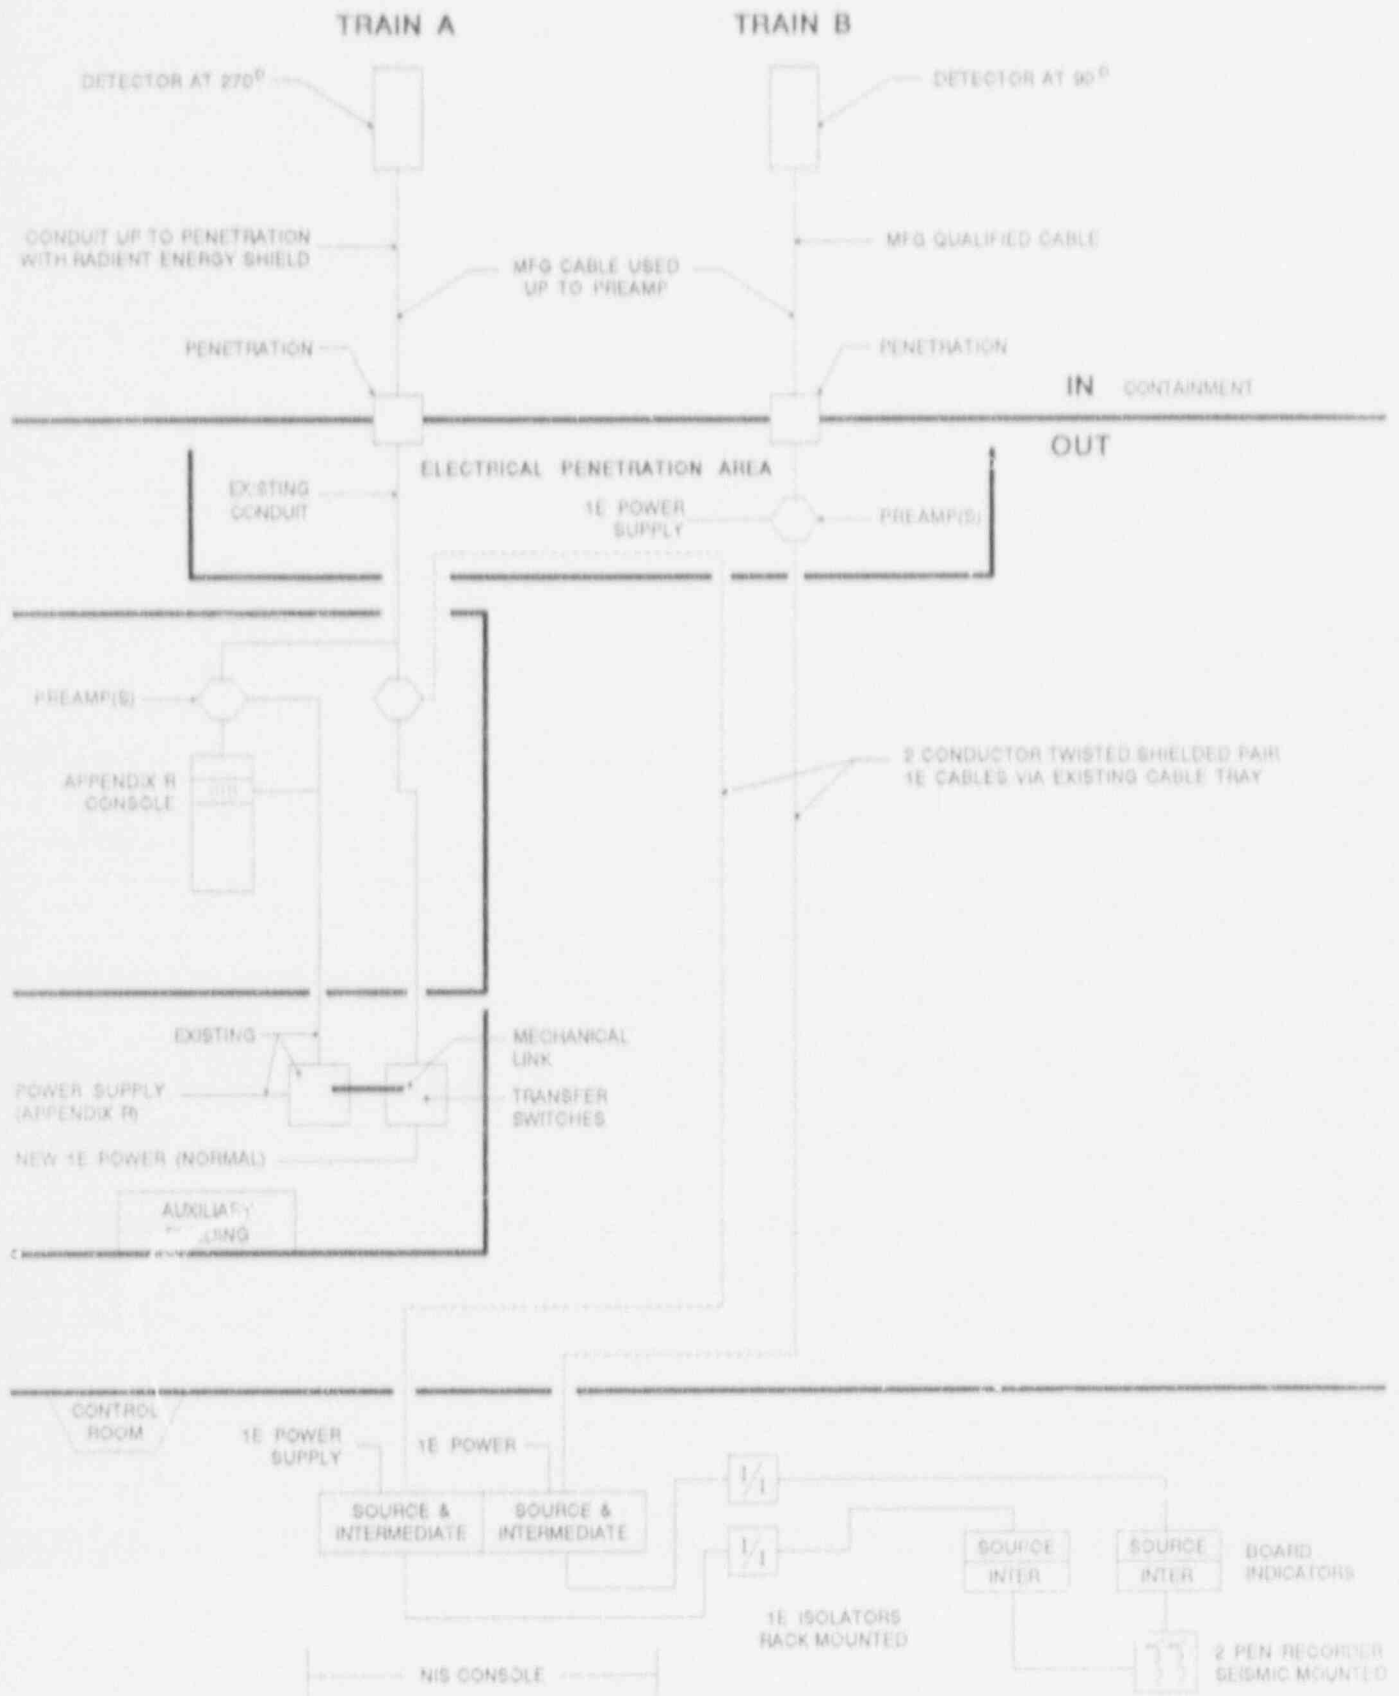 TRAIN A
TRAIN B
DETECTOR AT 270°
DETECTOR AT 90°
CONDUIT UP TO PENETRATION
WITH RADIENT ENERGY SHIELD
MFG QUALIFIED CABLE
MFG CABLE USED
UP TO PREAMP
PENETRATION
PENETRATION
IN CONTAINMENT
OUT
ELECTRICAL PENETRATION AREA
EXISTING
CONDUIT
1E POWER
SUPPLY
PREAMP(S)
PREAMP(S)
2 CONDUCTOR TWISTED SHIELDED PAIR
1E CABLES VIA EXISTING CABLE TRAY
APPENDIX R
CONSOLE
EXISTING
MECHANICAL
LINK
POWER SUPPLY
(APPENDIX R)
TRANSFER
SWITCHES
NEW 1E POWER (NORMAL)
AUXILIARY
CONTROL
ROOM
1E POWER
SUPPLY
1E POWER
SOURCE &
INTERMEDIATE
SOURCE &
INTERMEDIATE
I/I
I/I
SOURCE
INTER
SOURCE
INTER
BOARD
INDICATORS
1E ISOLATORS
RACK MOUNTED
NIS CONSOLE
2 PEN RECORDER
SEISMIC MOUNTED